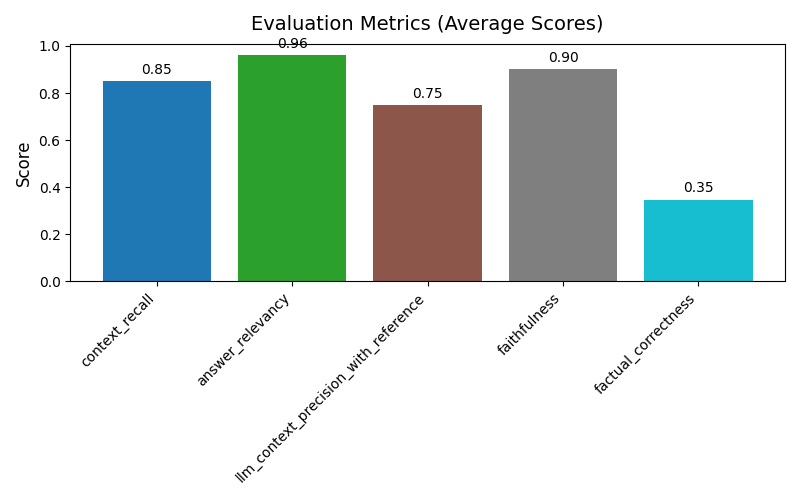 Evaluation Metrics (Average Scores)
Score
1.0
0.8
0.6
0.4
0.2
0.0
0.85
0.96
0.75
0.90
0.35
context_recall
answer_relevancy
llm_context_precision_with_reference
faithfulness
factual_correctness